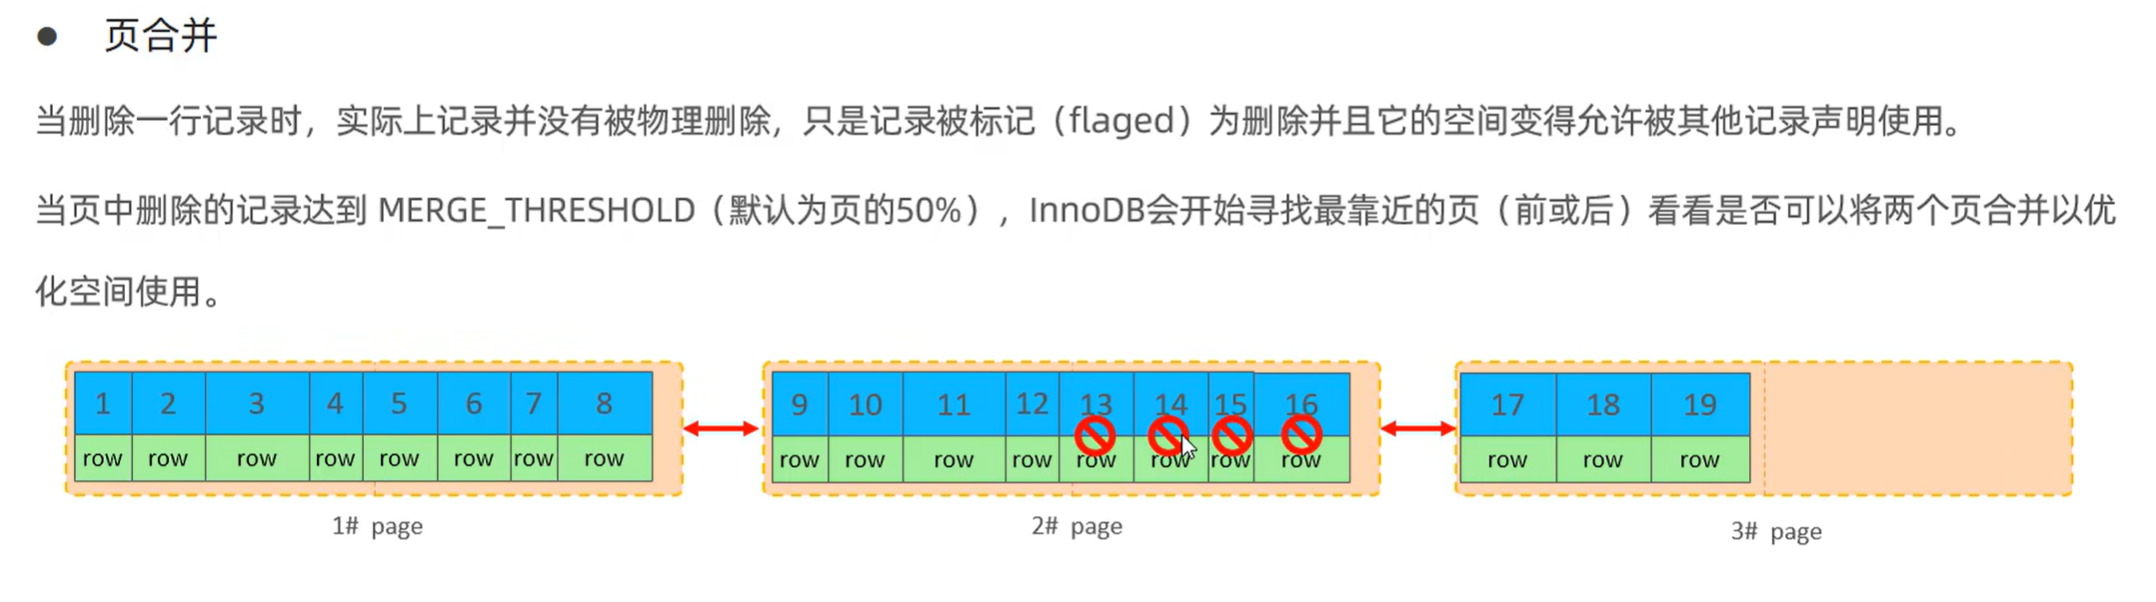 ● 页合并
当删除一行记录时，实际上记录并没有被物理删除，只是记录被标记（flaged）为删除并且它的空间变得允许被其他记录声明使用。
当页中删除的记录达到 MERGE_THRESHOLD（默认为页的50%），InnoDB会开始寻找最靠近的页（前或后）看看是否可以将两个页合并以优
化空间使用。
1 2 3 4 5 6 7 8
row row row row row row row row
1# page
9 10 11 12 13 14 15 16
row row row row row row row row
2# page
17 18 19
row row row
3# page